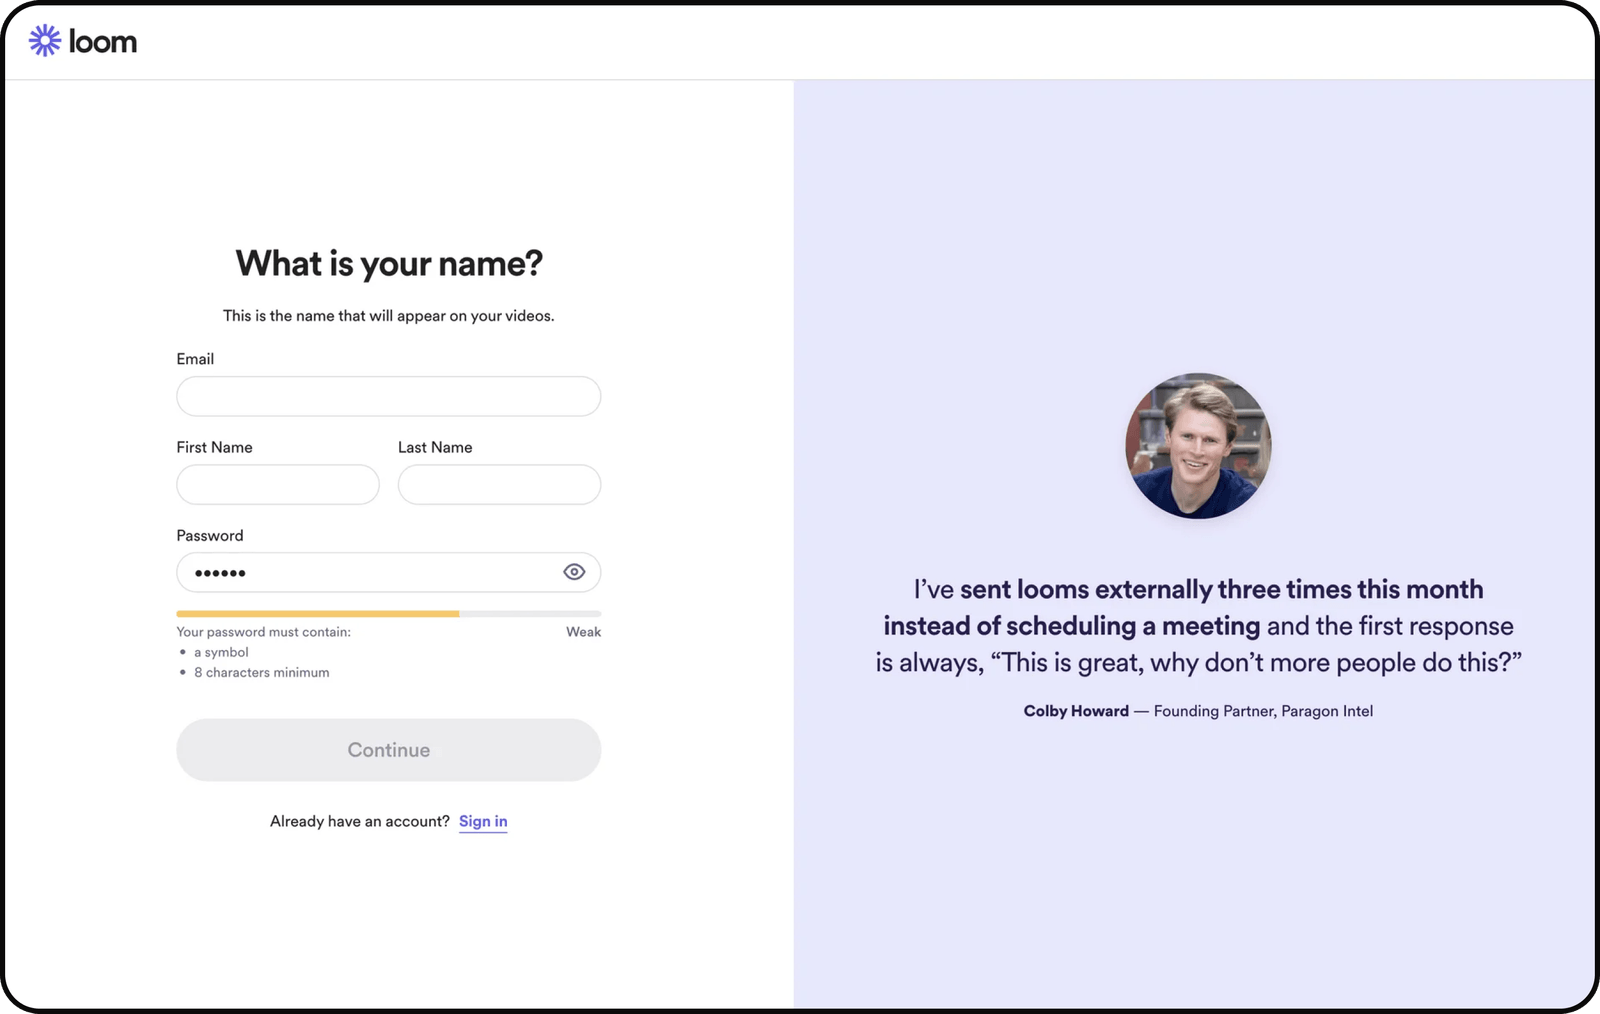 loom
What is your name?
This is the name that will appear on your videos.
Email
First Name
Last Name
Password
••••••
Your password must contain:
Weak
• a symbol
• 8 characters minimum
Continue
Already have an account? Sign in
I’ve sent looms externally three times this month
instead of scheduling a meeting and the first response
is always, “This is great, why don’t more people do this?”
Colby Howard — Founding Partner, Paragon Intel